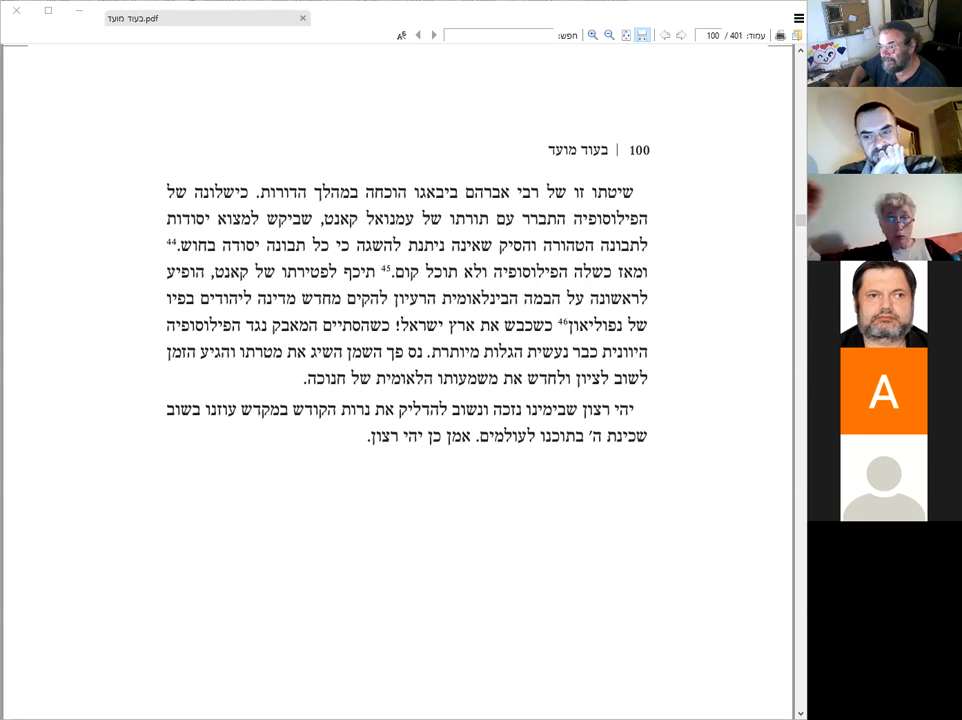 בעוד מועד.pdf
עמוד: 100 / 401
חפש:
100 | בעוד מועד
שיטתו זו של רבי אברהם ביבאגו הוכחה במהלך הדורות. כישלונה של
הפילוסופיה התברר עם תורתו של עמנואל קאנט, שביקש למצוא יסודות
לתבונה הטהורה והסיק שאינה ניתנת להשגה כי כל תבונה יסודה בחוש.44
ומאז כשלה הפילוסופיה ולא תוכל קום.45 תיכף לפטירתו של קאנט, הופיע
לראשונה על הבמה הבינלאומית הרעיון להקים מחדש מדינה ליהודים בפיו
של נפוליאון46 כשכבש את ארץ ישראל! כשהסתיים המאבק נגד הפילוסופיה
היוונית כבר נעשית הגלות מיותרת. נס פך השמן השיג את מטרתו והגיע הזמן
לשוב לציון ולחדש את משמעותו הלאומית של חנוכה.
יהי רצון שבימינו נזכה ונשוב להדליק את נרות הקודש במקדש עוזנו בשוב
שכינת ה' בתוכנו לעולמים. אמן כן יהי רצון.
A